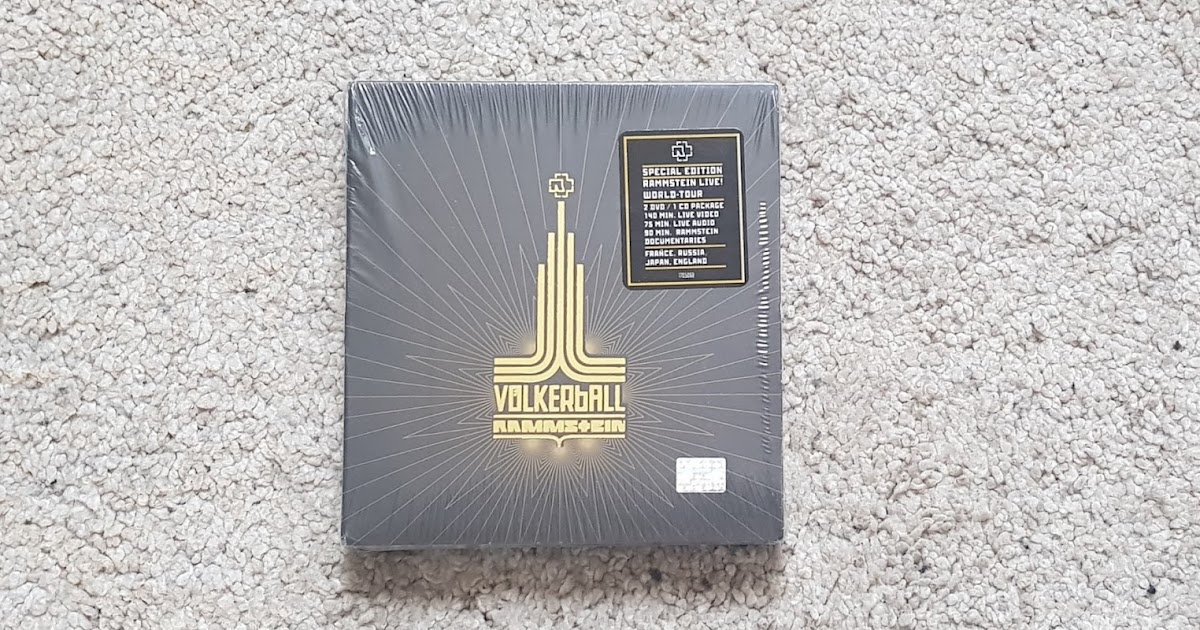 SPECIAL EDITION
RAMMSTEIN LIVE!
WORLD-TOUR
2 DVD / 1 CD PACKAGE
140 MIN. LIVE VIDEO
75 MIN. LIVE AUDIO
90 MIN. RAMMSTEIN
DOCUMENTARIES
FRANCE, RUSSIA,
JAPAN, ENGLAND
VÖLKERbALL
RAMMSTEIN